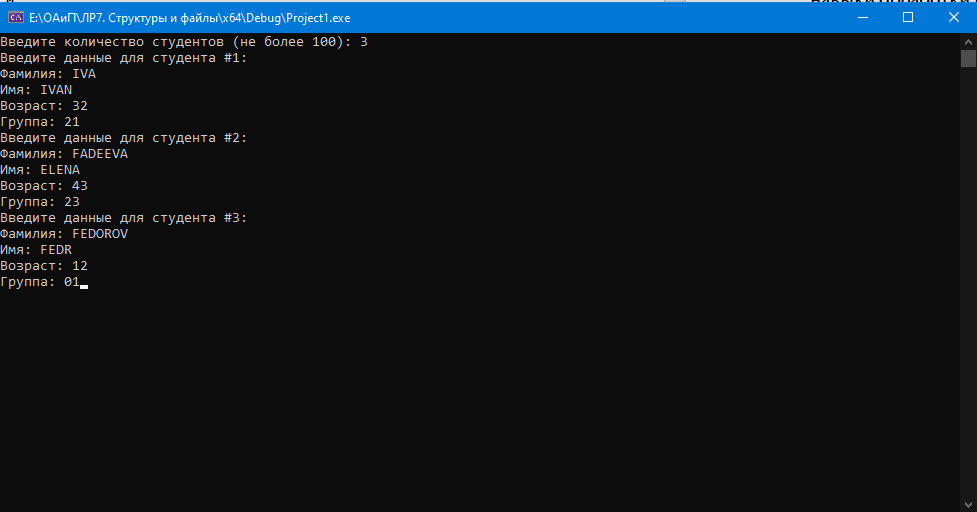 E:\ОАиП\ЛР7. Структуры и файлы\x64\Debug\Project1.exe
Введите количество студентов (не более 100): 3
Введите данные для студента #1:
Фамилия: IVA
Имя: IVAN
Возраст: 32
Группа: 21
Введите данные для студента #2:
Фамилия: FADEEVA
Имя: ELENA
Возраст: 43
Группа: 23
Введите данные для студента #3:
Фамилия: FEDOROV
Имя: FEDR
Возраст: 12
Группа: 01